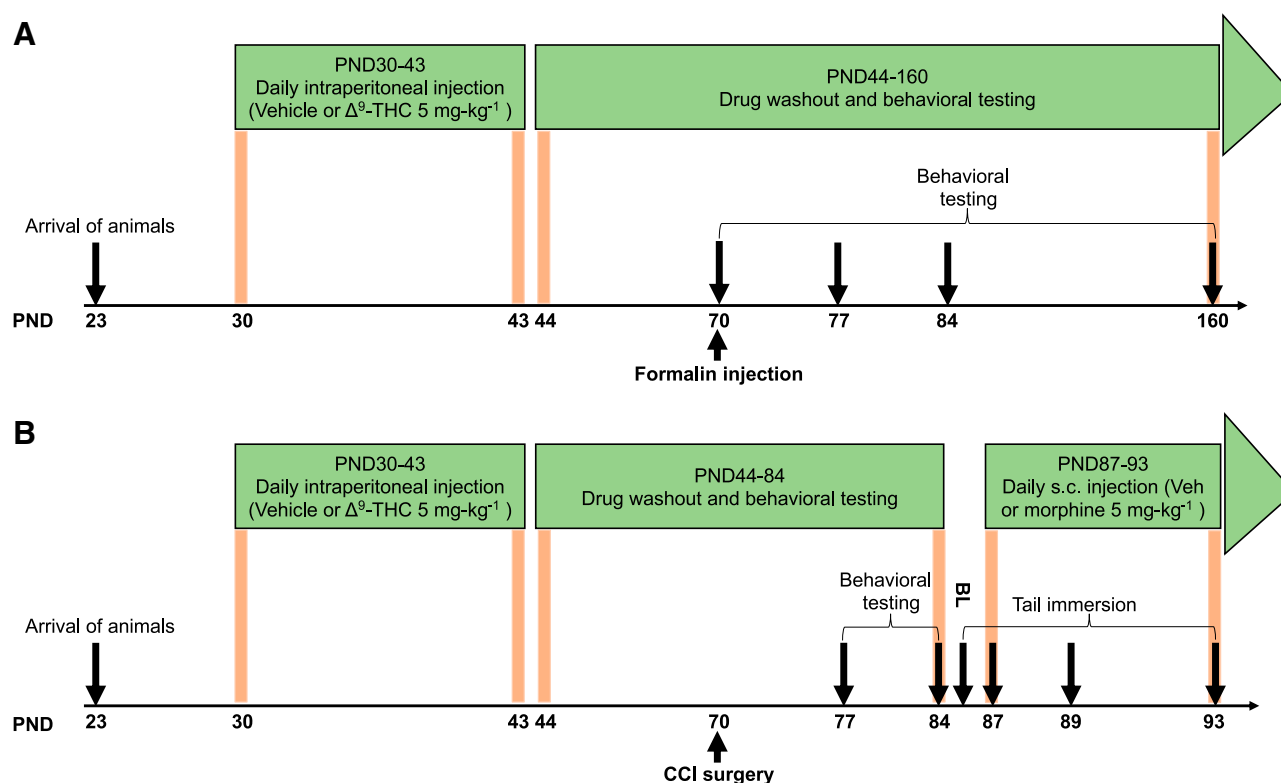 A
PND30-43
Daily intraperitoneal injection
(Vehicle or Δ⁹-THC 5 mg-kg⁻¹ )
PND44-160
Drug washout and behavioral testing
Behavioral
testing
Arrival of animals
PND 23 30 43 44 70 77 84 160
Formalin injection
B
PND30-43
Daily intraperitoneal injection
(Vehicle or Δ⁹-THC 5 mg-kg⁻¹ )
PND44-84
Drug washout and behavioral testing
PND87-93
Daily s.c. injection (Veh
or morphine 5 mg-kg⁻¹ )
Behavioral
testing
BL
Tail immersion
Arrival of animals
PND 23 30 43 44 70 77 84 87 89 93
CCI surgery